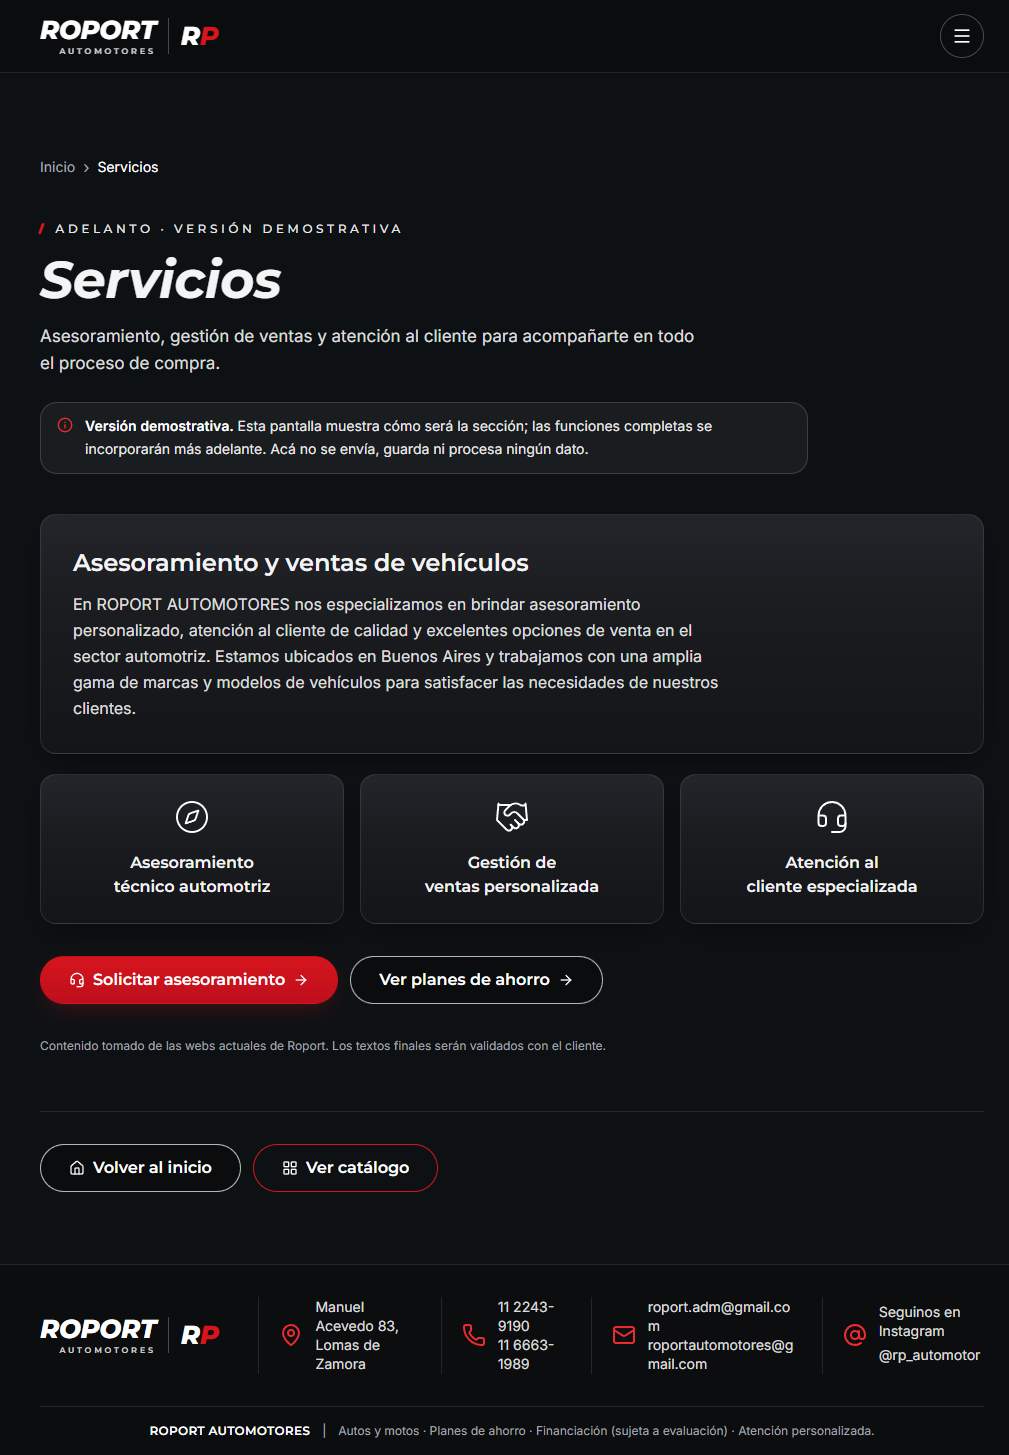 ROPORT
AUTOMOTORES
RP
Inicio › Servicios
ADELANTO · VERSIÓN DEMOSTRATIVA
Servicios
Asesoramiento, gestión de ventas y atención al cliente para acompañarte en todo
el proceso de compra.
Versión demostrativa. Esta pantalla muestra cómo será la sección; las funciones completas se
incorporarán más adelante. Acá no se envía, guarda ni procesa ningún dato.
Asesoramiento y ventas de vehículos
En ROPORT AUTOMOTORES nos especializamos en brindar asesoramiento
personalizado, atención al cliente de calidad y excelentes opciones de venta en el
sector automotriz. Estamos ubicados en Buenos Aires y trabajamos con una amplia
gama de marcas y modelos de vehículos para satisfacer las necesidades de nuestros
clientes.
Asesoramiento
técnico automotriz
Gestión de
ventas personalizada
Atención al
cliente especializada
Solicitar asesoramiento →
Ver planes de ahorro →
Contenido tomado de las webs actuales de Roport. Los textos finales serán validados con el cliente.
Volver al inicio
Ver catálogo
ROPORT
AUTOMOTORES
RP
Manuel
Acevedo 83,
Lomas de
Zamora
11 2243-
9190
11 6663-
1989
roport.adm@gmail.co
m
roportautomotores@g
mail.com
Seguinos en
Instagram
@rp_automotor
ROPORT AUTOMOTORES | Autos y motos · Planes de ahorro · Financiación (sujeta a evaluación) · Atención personalizada.